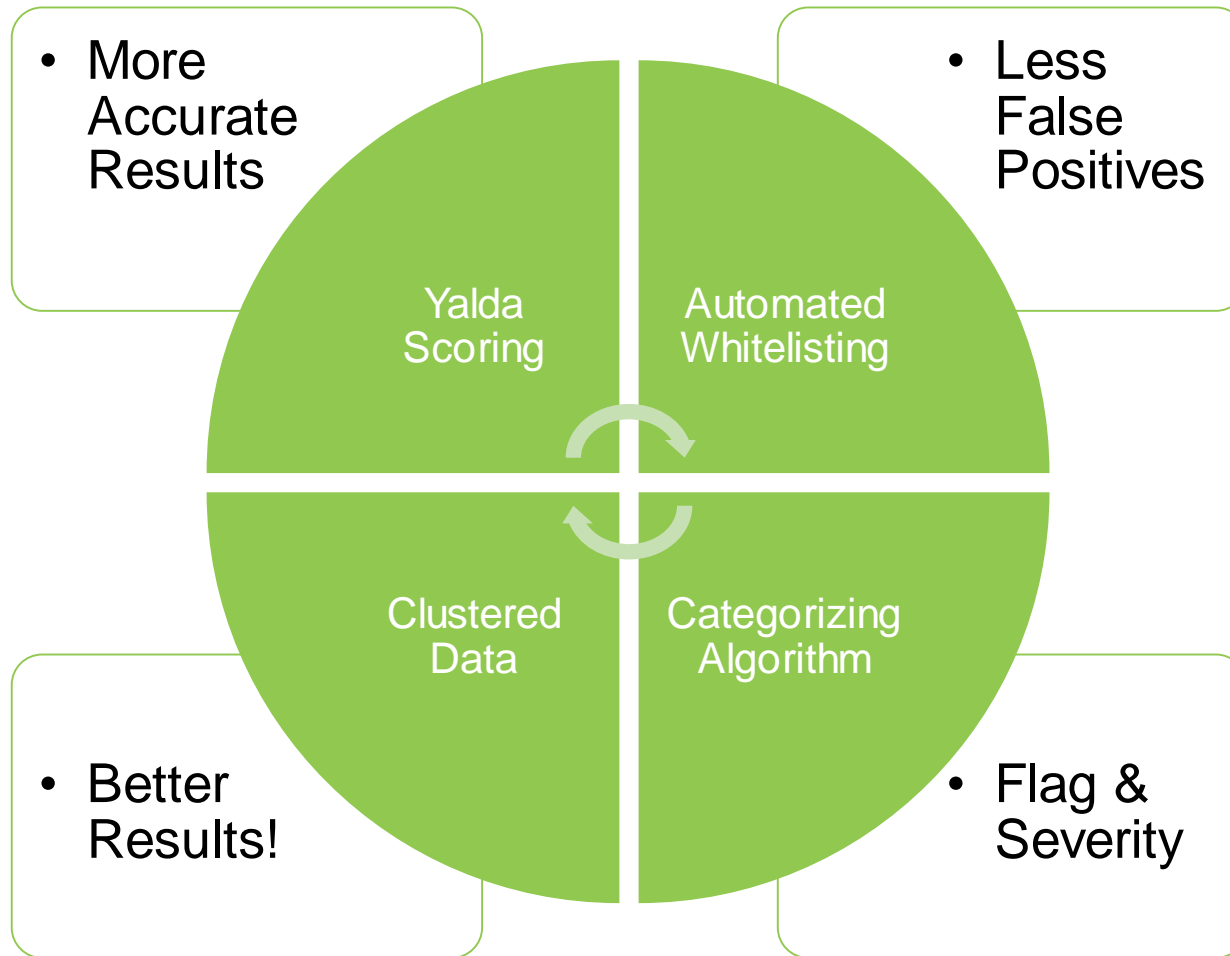 • More
Accurate
Results
• Less
False
Positives
Yalda
Scoring
Automated
Whitelisting
Clustered
Data
Categorizing
Algorithm
• Better
Results!
• Flag &
Severity